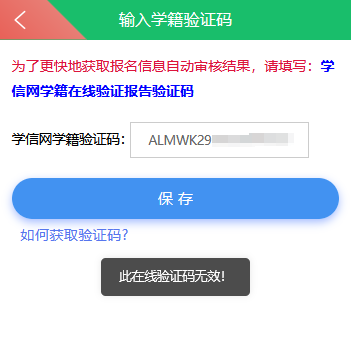 输入学籍验证码
为了更快地获取报名信息自动审核结果，请填写：学
信网学籍在线验证报告验证码
学信网学籍验证码：ALMWK29
保 存
如何获取验证码?
此在线验证码无效!